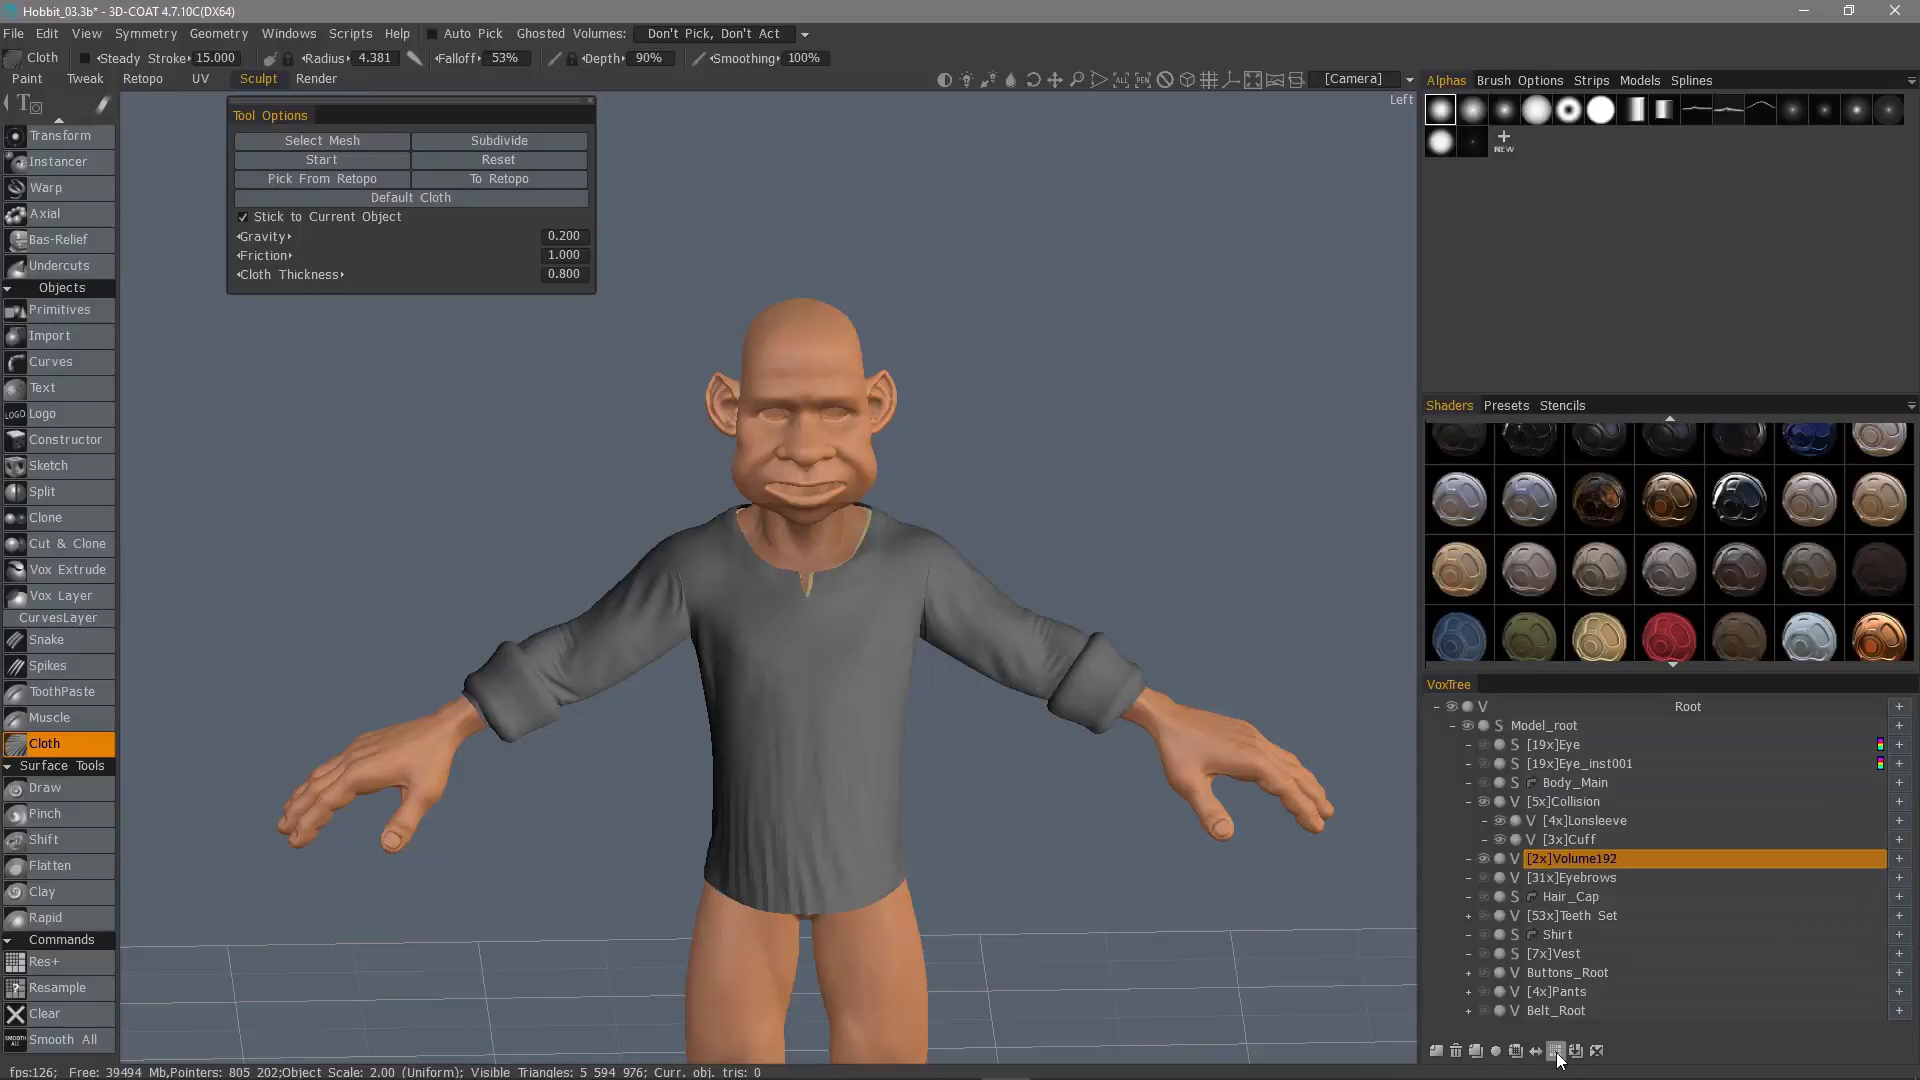 Hobbit_03.3b* - 3D-COAT 4.7.10C(DX64)
File Edit View Symmetry Geometry Windows Scripts Help Auto Pick Ghosted Volumes: Don't Pick, Don't Act
Cloth Steady Stroke 15.000 Radius 4.381 Falloff 53% Depth 90% Smoothing 100%
Paint Tweak Retopo UV Sculpt Render [Camera]
Alphas Brush Options Strips Models Splines
Left
Tool Options
Select Mesh Subdivide
Start Reset
Pick From Retopo To Retopo
Default Cloth
Stick to Current Object
Gravity 0.200
Friction 1.000
Cloth Thickness 0.800
Transform
Instancer
Warp
Axial
Bas-Relief
Undercuts
Objects
Primitives
Import
Curves
Text
LOGO Logo
Constructor
Sketch
Split
Clone
Cut & Clone
Vox Extrude
Vox Layer
CurvesLayer
Snake
Spikes
ToothPaste
Muscle
Cloth
Surface Tools
Draw
Pinch
Shift
Flatten
Clay
Rapid
Commands
Res+
Resample
Clear
Smooth All
NEW
Shaders Presets Stencils
VoxTree
V Root
S Model_root
S [19x]Eye
S [19x]Eye_inst001
S Body_Main
V [5x]Collision
V [4x]Lonsleeve
V [3x]Cuff
V [2x]Volume192
V [31x]Eyebrows
S Hair_Cap
V [53x]Teeth Set
S Shirt
S [7x]Vest
V Buttons_Root
V [4x]Pants
V Belt_Root
fps:126; Free: 39494 Mb,Pointers: 805 202;Object Scale: 2.00 (Uniform); Visible Triangles: 5 594 976; Curr. obj. tris: 0